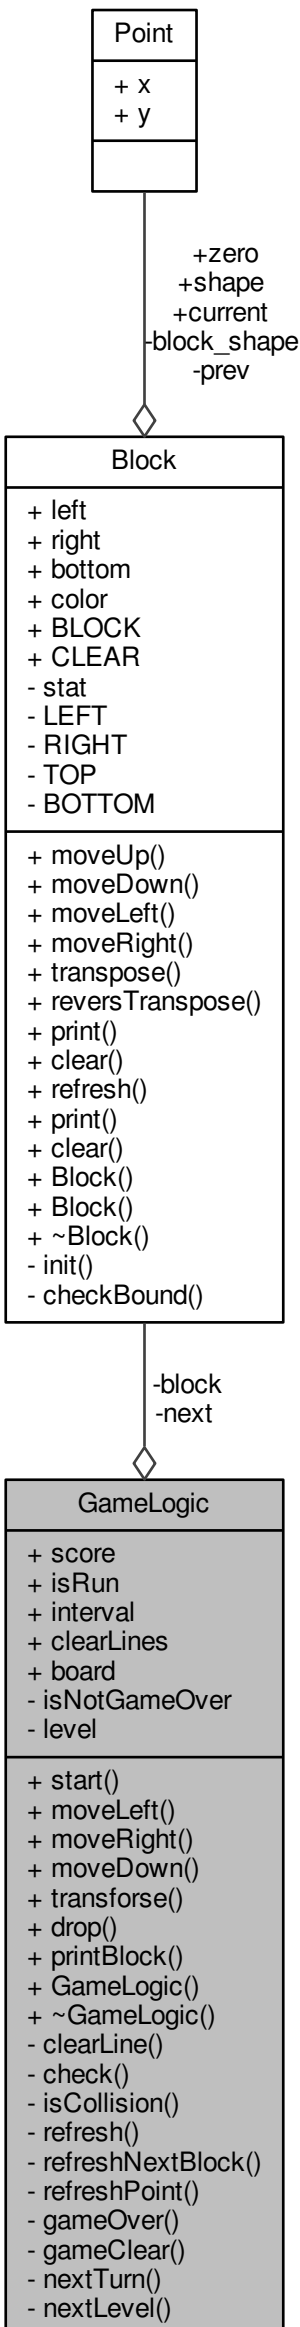 Point
+ x
+ y
+zero
+shape
+current
-block_shape
-prev
Block
+ left
+ right
+ bottom
+ color
+ BLOCK
+ CLEAR
- stat
- LEFT
- RIGHT
- TOP
- BOTTOM
+ moveUp()
+ moveDown()
+ moveLeft()
+ moveRight()
+ transpose()
+ reversTranspose()
+ print()
+ clear()
+ refresh()
+ print()
+ clear()
+ Block()
+ Block()
+ ~Block()
- init()
- checkBound()
-block
-next
GameLogic
+ score
+ isRun
+ interval
+ clearLines
+ board
- isNotGameOver
- level
+ start()
+ moveLeft()
+ moveRight()
+ moveDown()
+ transforse()
+ drop()
+ printBlock()
+ GameLogic()
+ ~GameLogic()
- clearLine()
- check()
- isCollision()
- refresh()
- refreshNextBlock()
- refreshPoint()
- gameOver()
- gameClear()
- nextTurn()
- nextLevel()